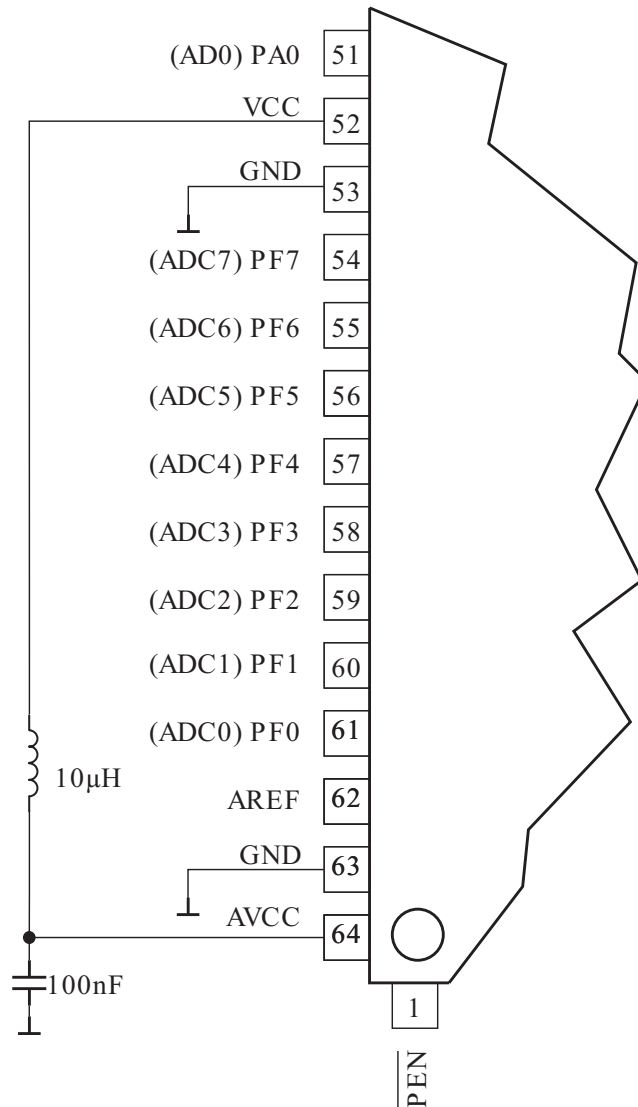 (AD0) PA0 51
VCC 52
GND 53
(ADC7) PF7 54
(ADC6) PF6 55
(ADC5) PF5 56
(ADC4) PF4 57
(ADC3) PF3 58
(ADC2) PF2 59
(ADC1) PF1 60
(ADC0) PF0 61
10μH
AREF 62
GND 63
AVCC 64
100nF
1
PEN